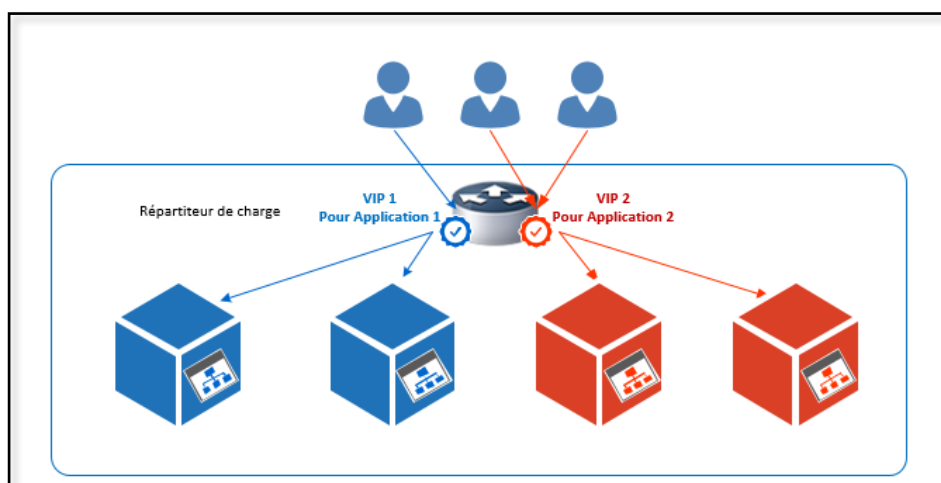 VIP 1
Pour Application 1
VIP 2
Pour Application 2
Répartiteur de charge